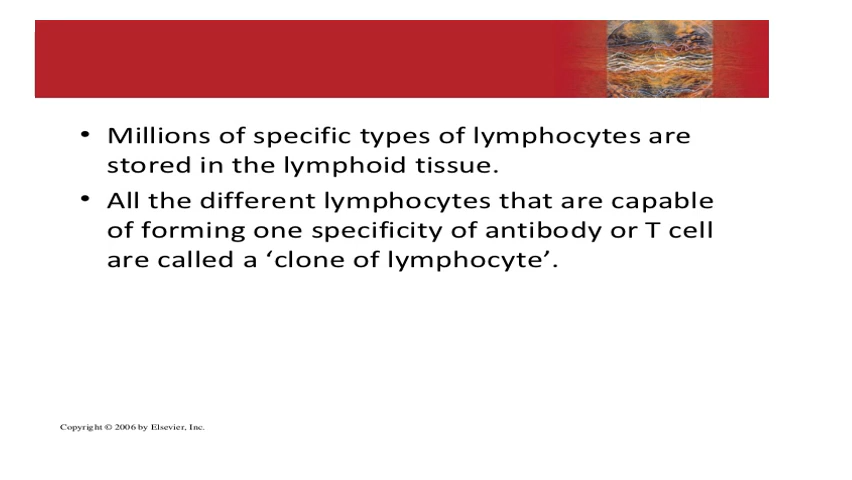 • Millions of specific types of lymphocytes are
stored in the lymphoid tissue.
• All the different lymphocytes that are capable
of forming one specificity of antibody or T cell
are called a ‘clone of lymphocyte’.
Copyright © 2006 by Elsevier, Inc.